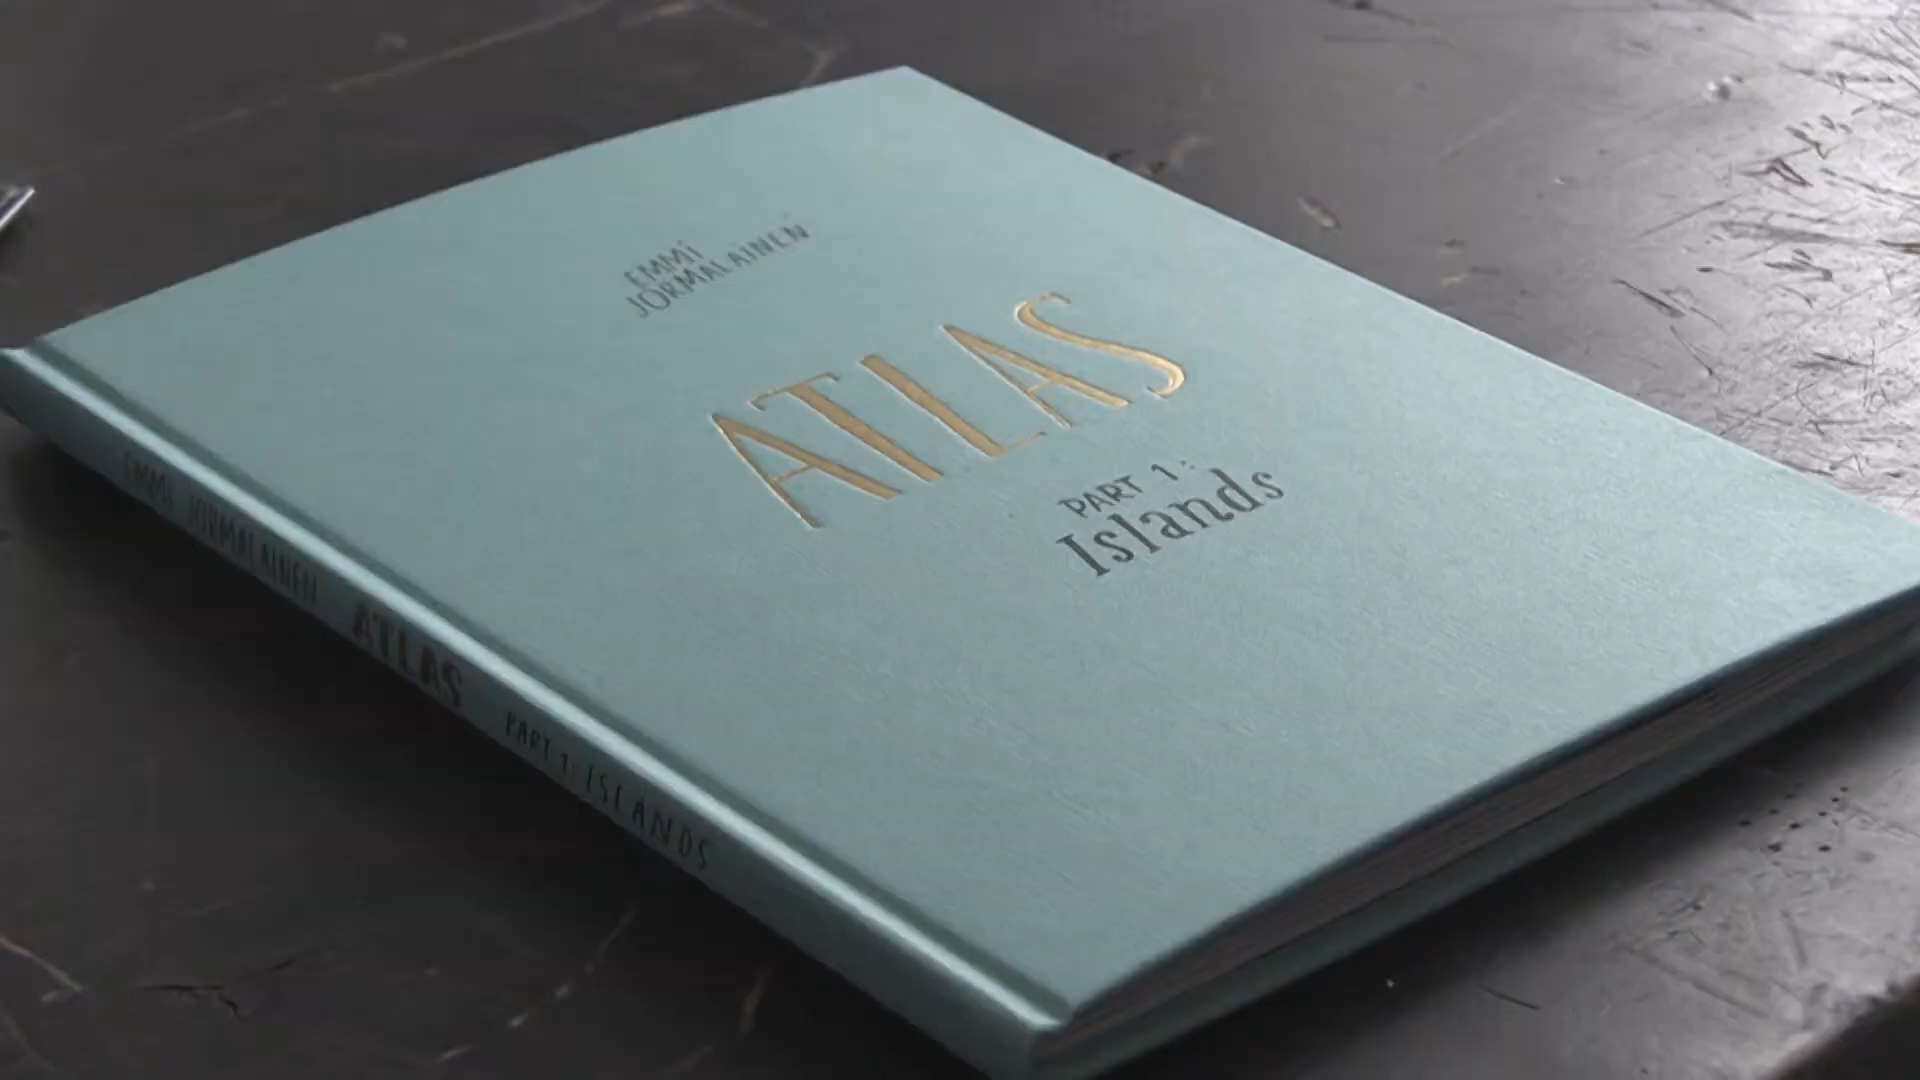 EMMI
JORMALAINEN
ATLAS
PART 1:
Islands
EMMI JORMALAINEN ATLAS PART 1: ISLANDS